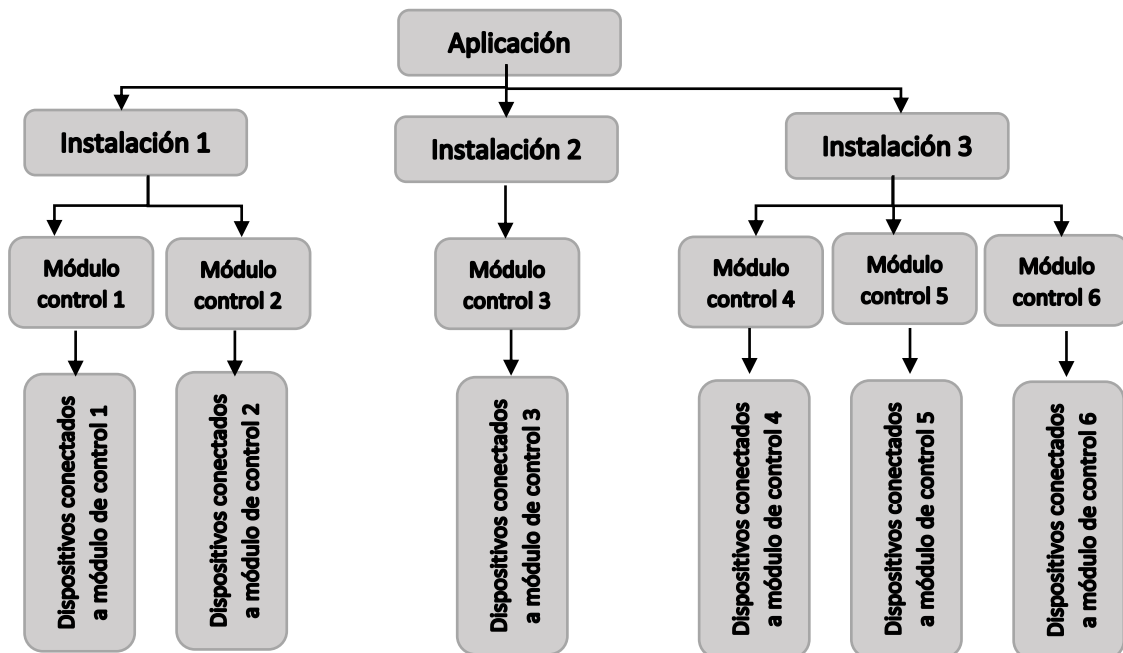 Aplicación
Instalación 1
Instalación 2
Instalación 3
Módulo
control 1
Módulo
control 2
Módulo
control 3
Módulo
control 4
Módulo
control 5
Módulo
control 6
Dispositivos conectados
a módulo de control 1
Dispositivos conectados
a módulo de control 2
Dispositivos conectados
a módulo de control 3
Dispositivos conectados
a módulo de control 4
Dispositivos conectados
a módulo de control 5
Dispositivos conectados
a módulo de control 6